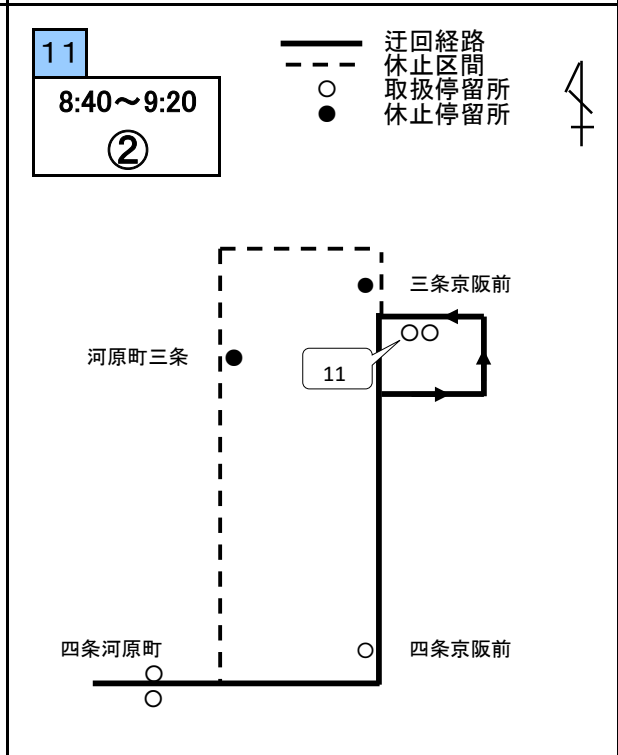 11
8:40～9:20
②
迂回経路
休止区間
取扱停留所
休止停留所
三条京阪前
河原町三条
11
四条河原町
四条京阪前